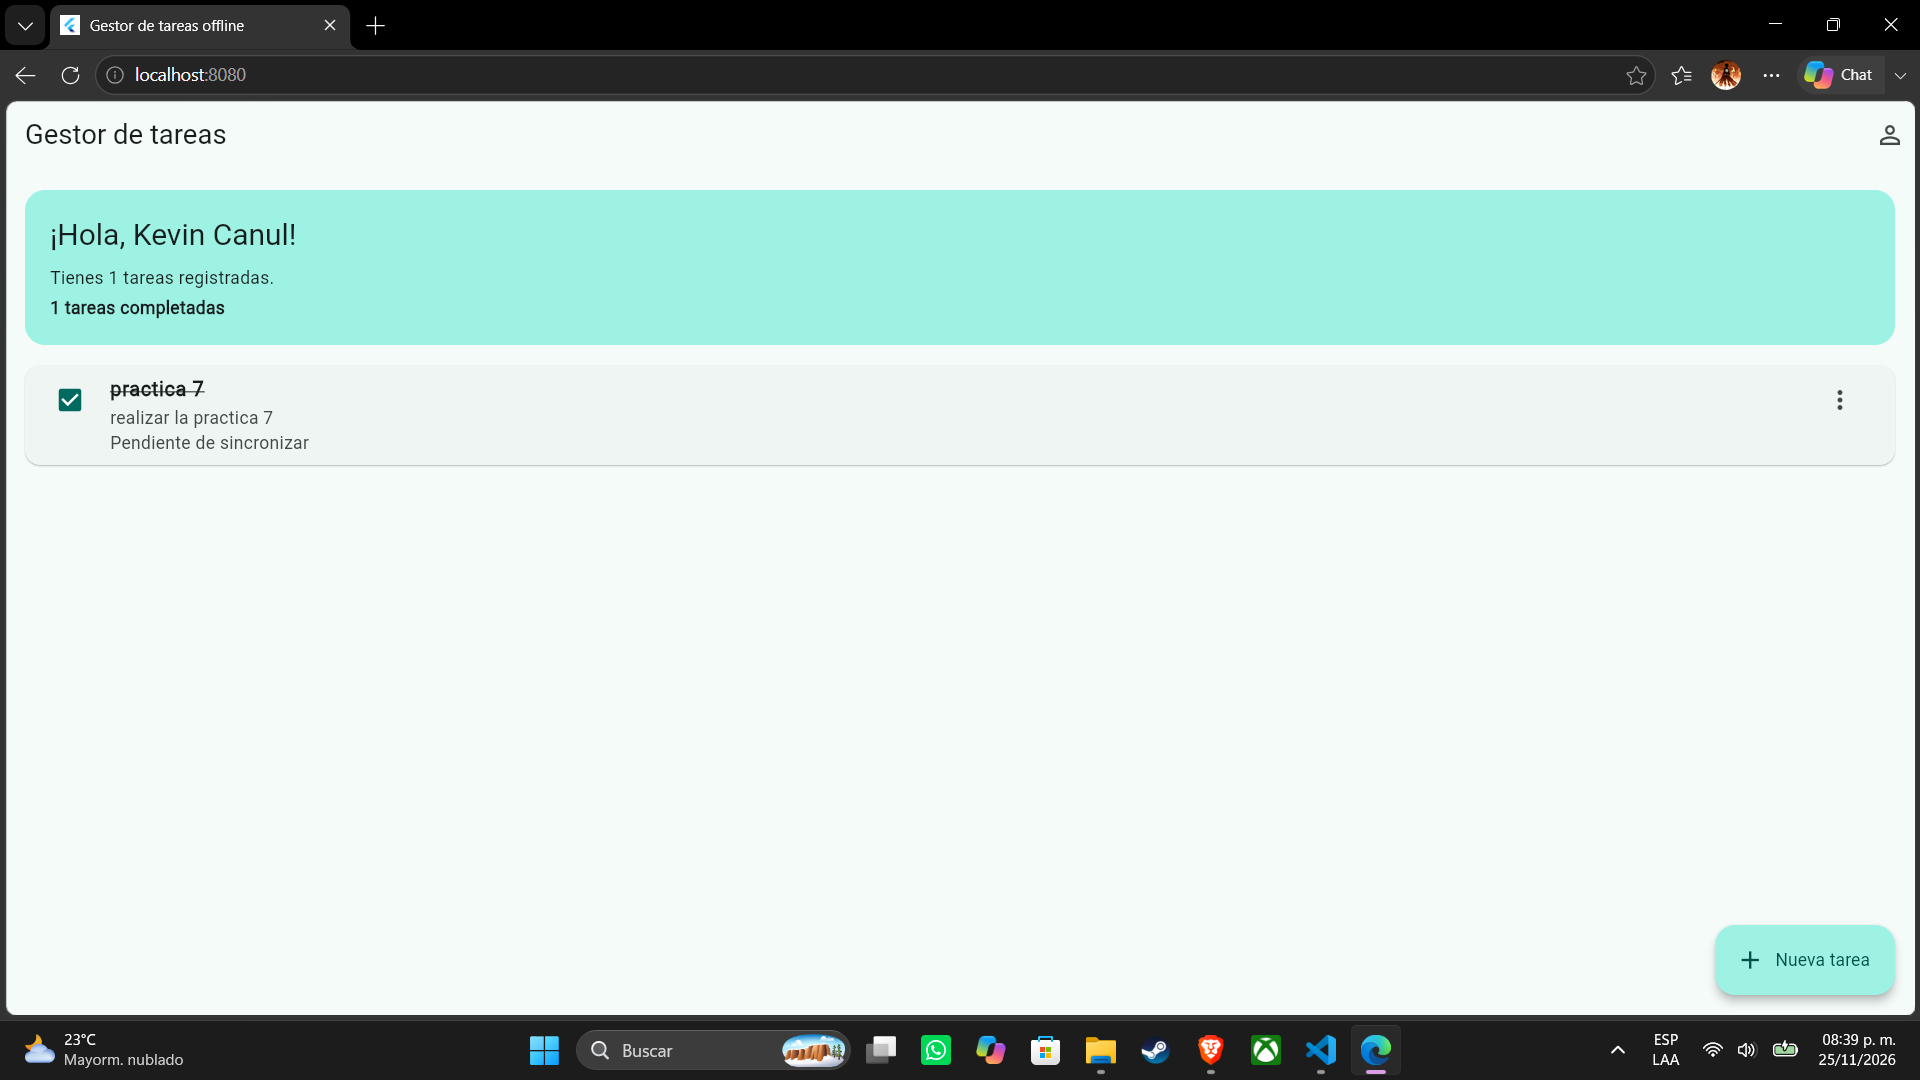 Gestor de tareas offline
localhost:8080
Chat
Gestor de tareas
¡Hola, Kevin Canul!
Tienes 1 tareas registradas.
1 tareas completadas
practica 7
realizar la practica 7
Pendiente de sincronizar
Nueva tarea
23°C
Mayorm. nublado
Buscar
ESP
LAA
08:39 p. m.
25/11/2026